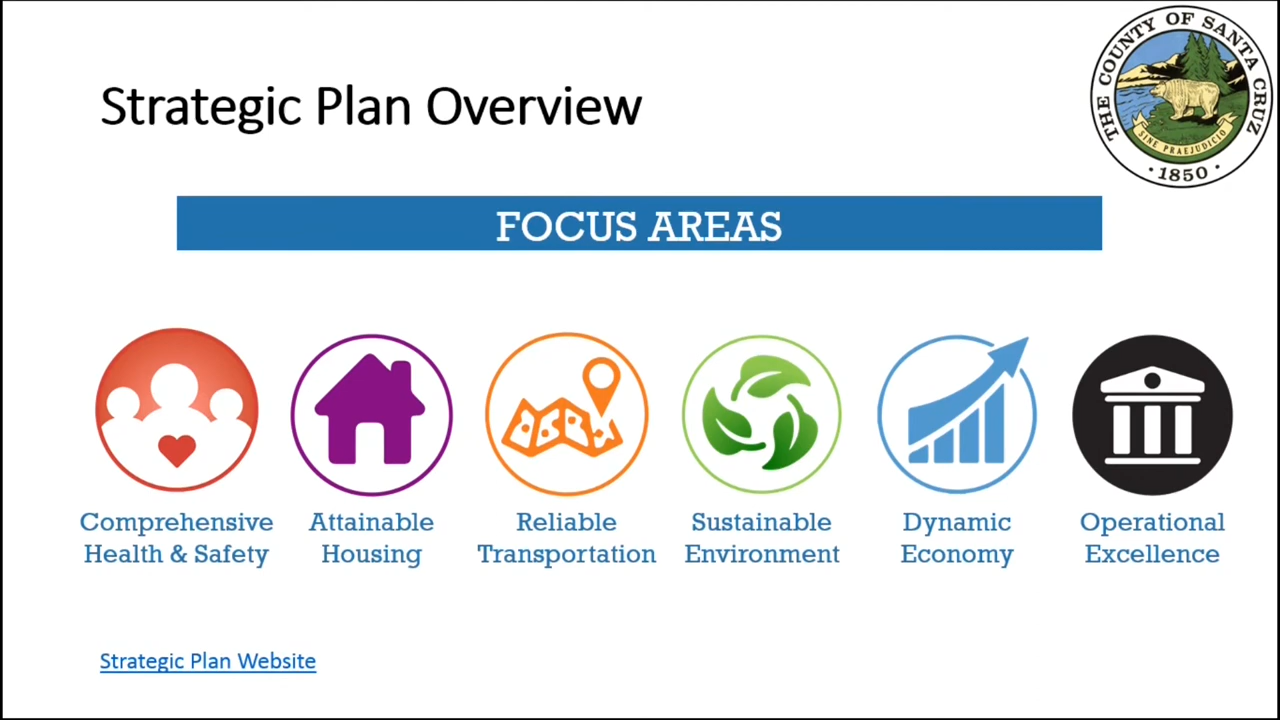 Strategic Plan Overview
THE COUNTY OF SANTA CRUZ
SINE PRAEJUDICIO
· 1850 ·
FOCUS AREAS
Comprehensive
Health & Safety
Attainable
Housing
Reliable
Transportation
Sustainable
Environment
Dynamic
Economy
Operational
Excellence
Strategic Plan Website